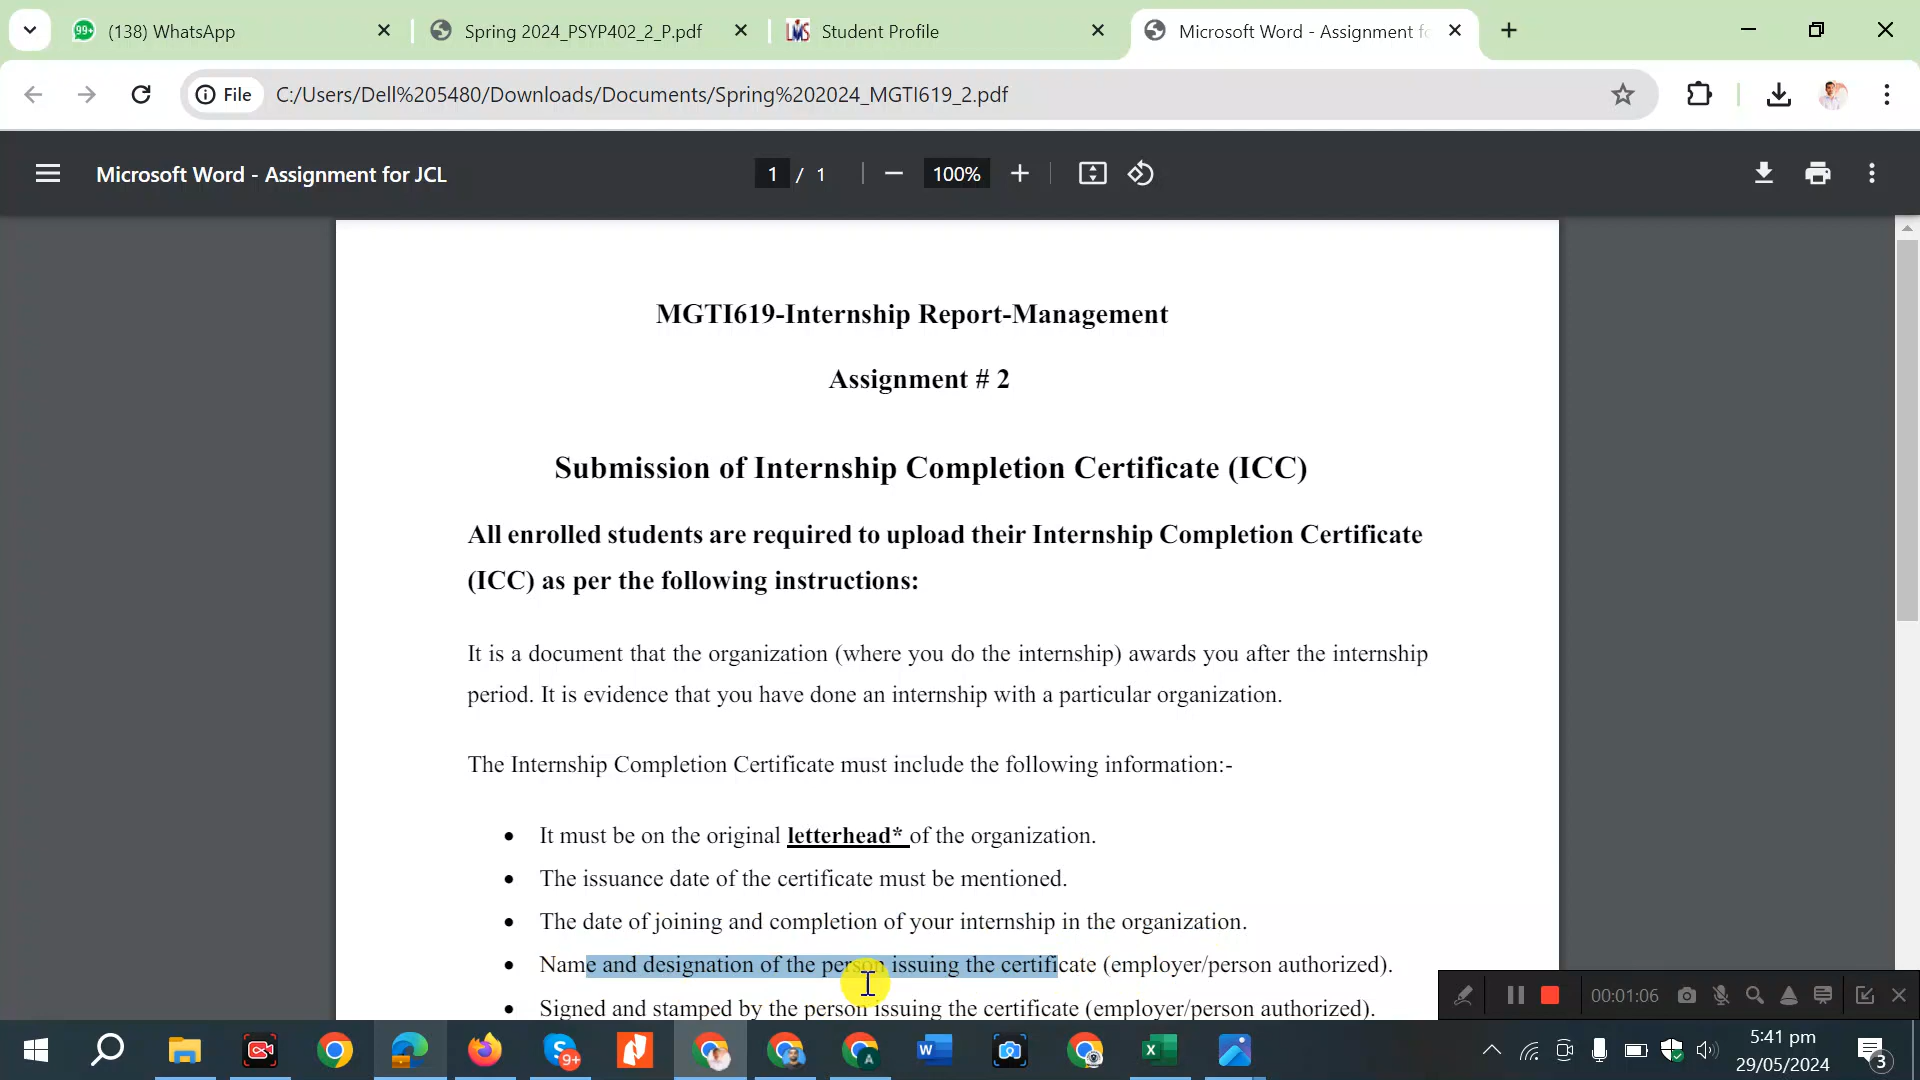 99+ (138) WhatsApp
Spring 2024_PSYP402_2_P.pdf
LMS Student Profile
Microsoft Word - Assignment fo
File C:/Users/Dell%205480/Downloads/Documents/Spring%202024_MGTI619_2.pdf
Microsoft Word - Assignment for JCL
1 / 1
100%
MGTI619-Internship Report-Management
Assignment # 2
Submission of Internship Completion Certificate (ICC)
All enrolled students are required to upload their Internship Completion Certificate
(ICC) as per the following instructions:
It is a document that the organization (where you do the internship) awards you after the internship
period. It is evidence that you have done an internship with a particular organization.
The Internship Completion Certificate must include the following information:-
• It must be on the original letterhead* of the organization.
• The issuance date of the certificate must be mentioned.
• The date of joining and completion of your internship in the organization.
• Name and designation of the person issuing the certificate (employer/person authorized).
• Signed and stamped by the person issuing the certificate (employer/person authorized).
00:01:06
9+
A
W
X
5:41 pm
29/05/2024
3